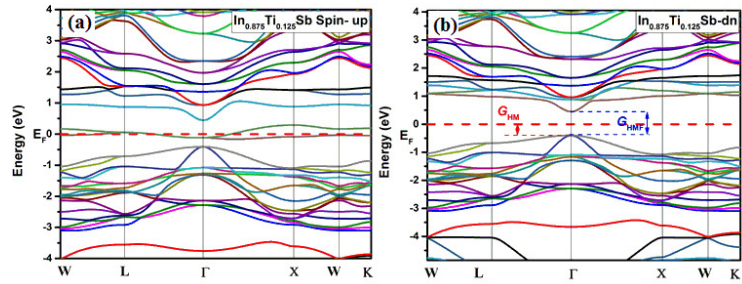 (a) In0.875Ti0.125Sb Spin- up
4
3
2
1
0
-1
-2
-3
-4
Energy (eV)
EF
W L Γ X W K
(b) In0.875Ti0.125Sb-dn
4
3
2
1
0
-1
-2
-3
-4
Energy (eV)
EF
GHM
GHMF
W L Γ X W K